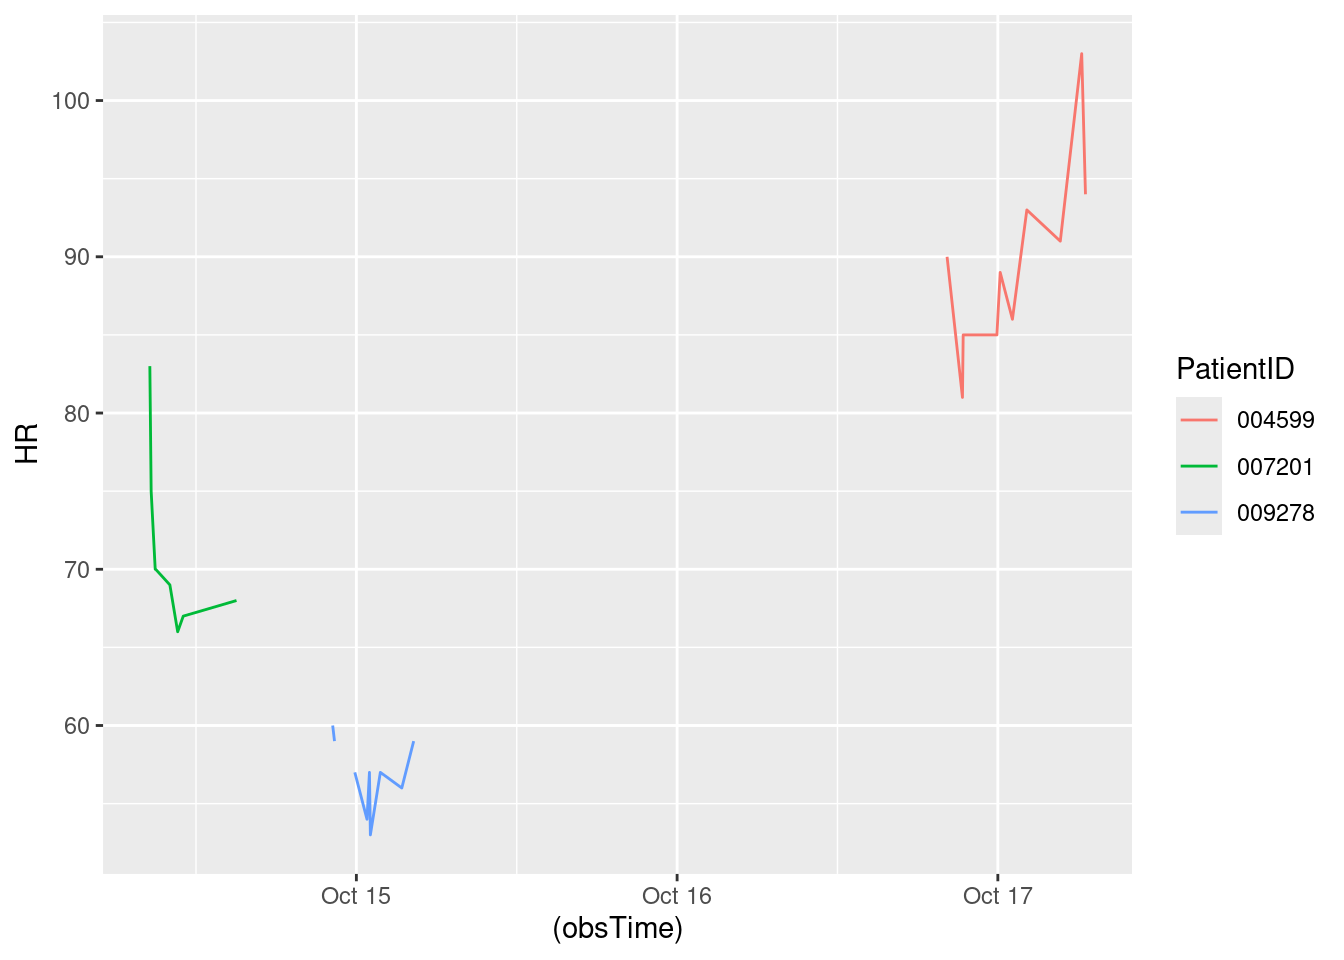 100
90
80
70
60
HR
Oct 15
Oct 16
Oct 17
(obsTime)
PatientID
004599
007201
009278